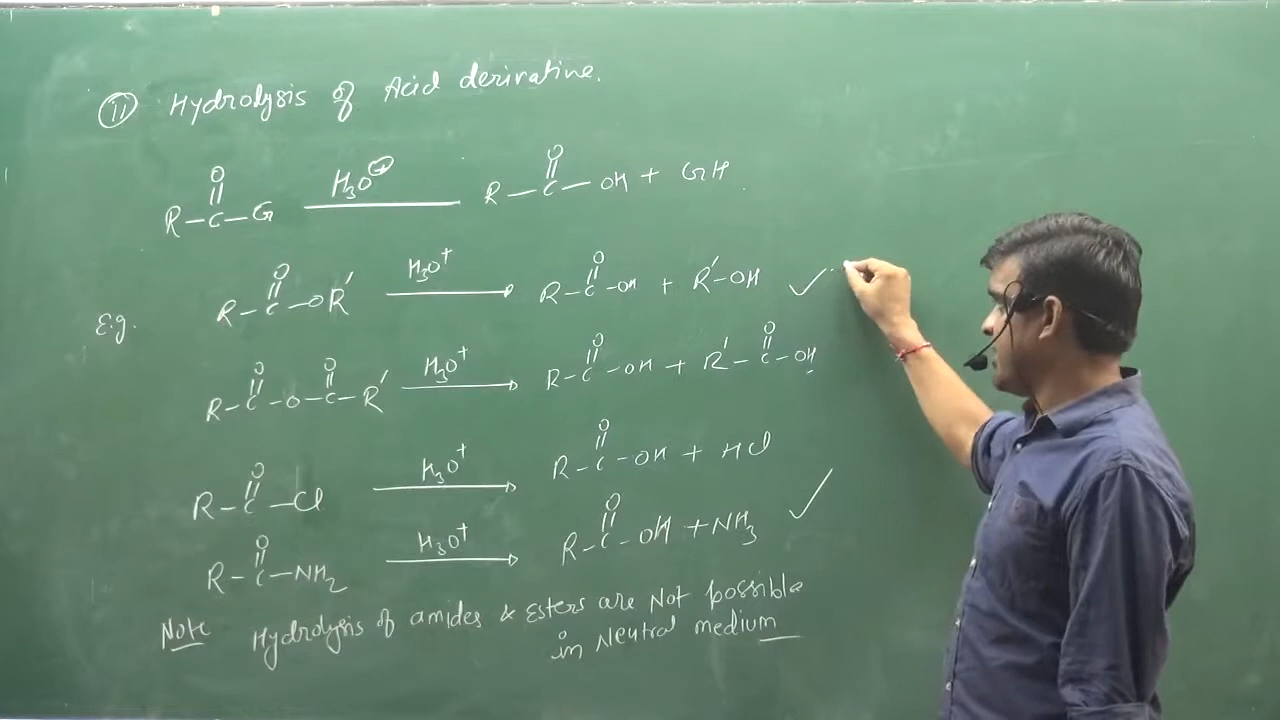 (11) Hydrolysis of Acid derivative.
R-C(=O)-G H3O⊕ R-C(=O)-OH + GH
E.g. R-C(=O)-OR' H3O+ → R-C(=O)-OH + R'-OH ✓
R-C(=O)-O-C(=O)-R' H3O+ → R-C(=O)-OH + R'-C(=O)-OH
R-C(=O)-Cl H3O+ → R-C(=O)-OH + HCl
R-C(=O)-NH2 H3O+ → R-C(=O)-OH + NH3 ✓
Note Hydrolysis of amides & Esters are Not possible
in Neutral medium